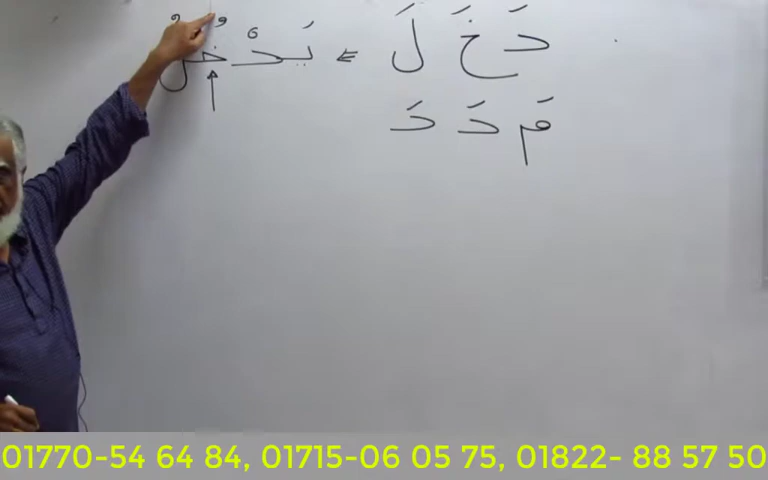 دَ خَ لَ ⇐ يَدْخُلُ
مَ دَ دَ
01770-54 64 84, 01715-06 05 75, 01822- 88 57 50